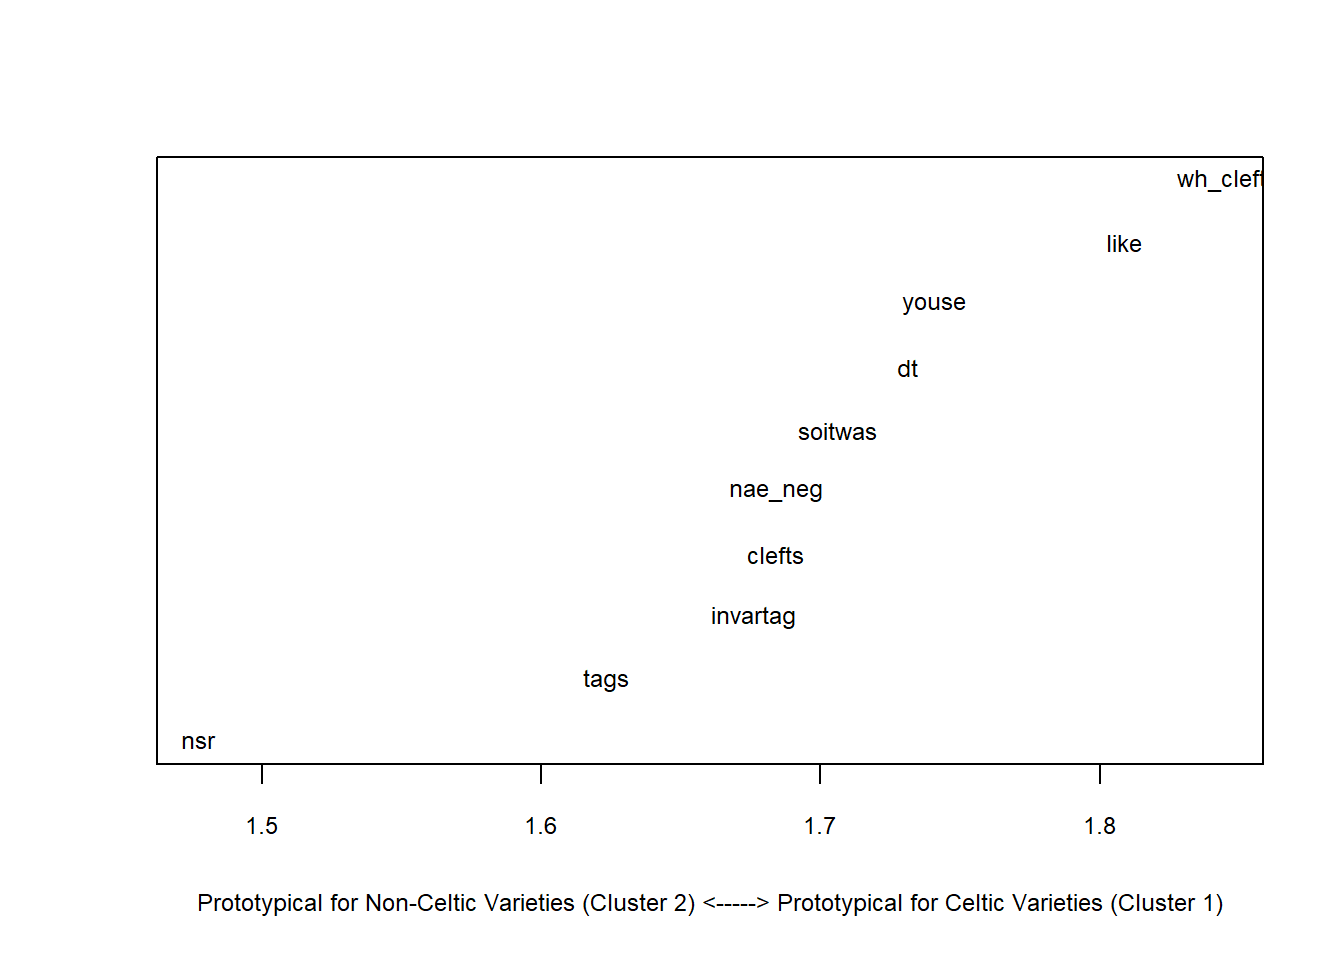 wh_cleft
like
youse
dt
soitwas
nae_neg
clefts
invartag
tags
nsr
1.5 1.6 1.7 1.8
Prototypical for Non-Celtic Varieties (Cluster 2) <-----> Prototypical for Celtic Varieties (Cluster 1)